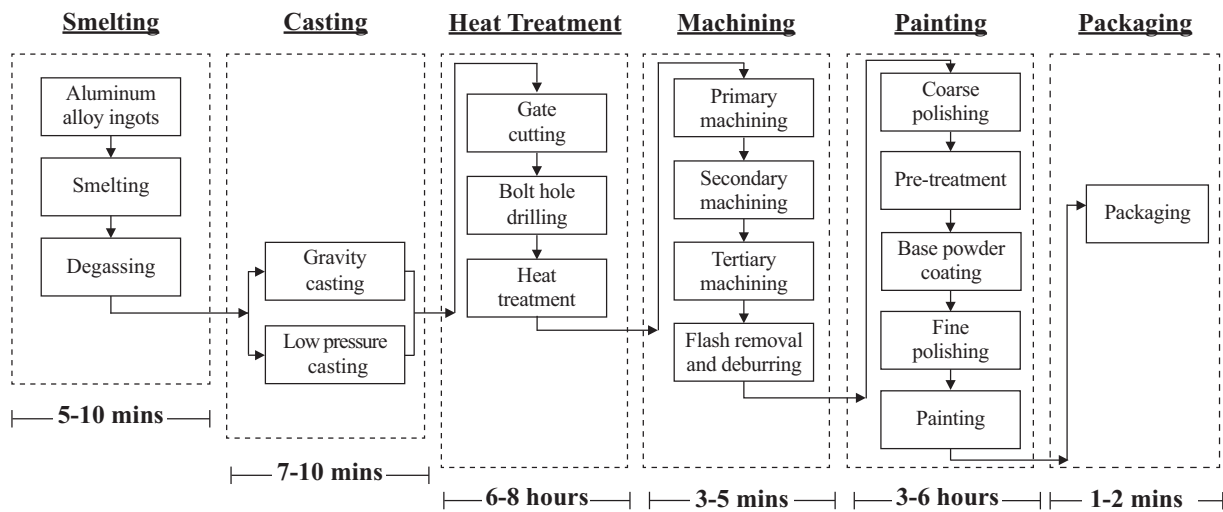 Smelting
Aluminum
alloy ingots
Smelting
Degassing
5-10 mins
Casting
Gravity
casting
Low pressure
casting
7-10 mins
Heat Treatment
Gate
cutting
Bolt hole
drilling
Heat
treatment
6-8 hours
Machining
Primary
machining
Secondary
machining
Tertiary
machining
Flash removal
and deburring
3-5 mins
Painting
Coarse
polishing
Pre-treatment
Base powder
coating
Fine
polishing
Painting
3-6 hours
Packaging
Packaging
1-2 mins